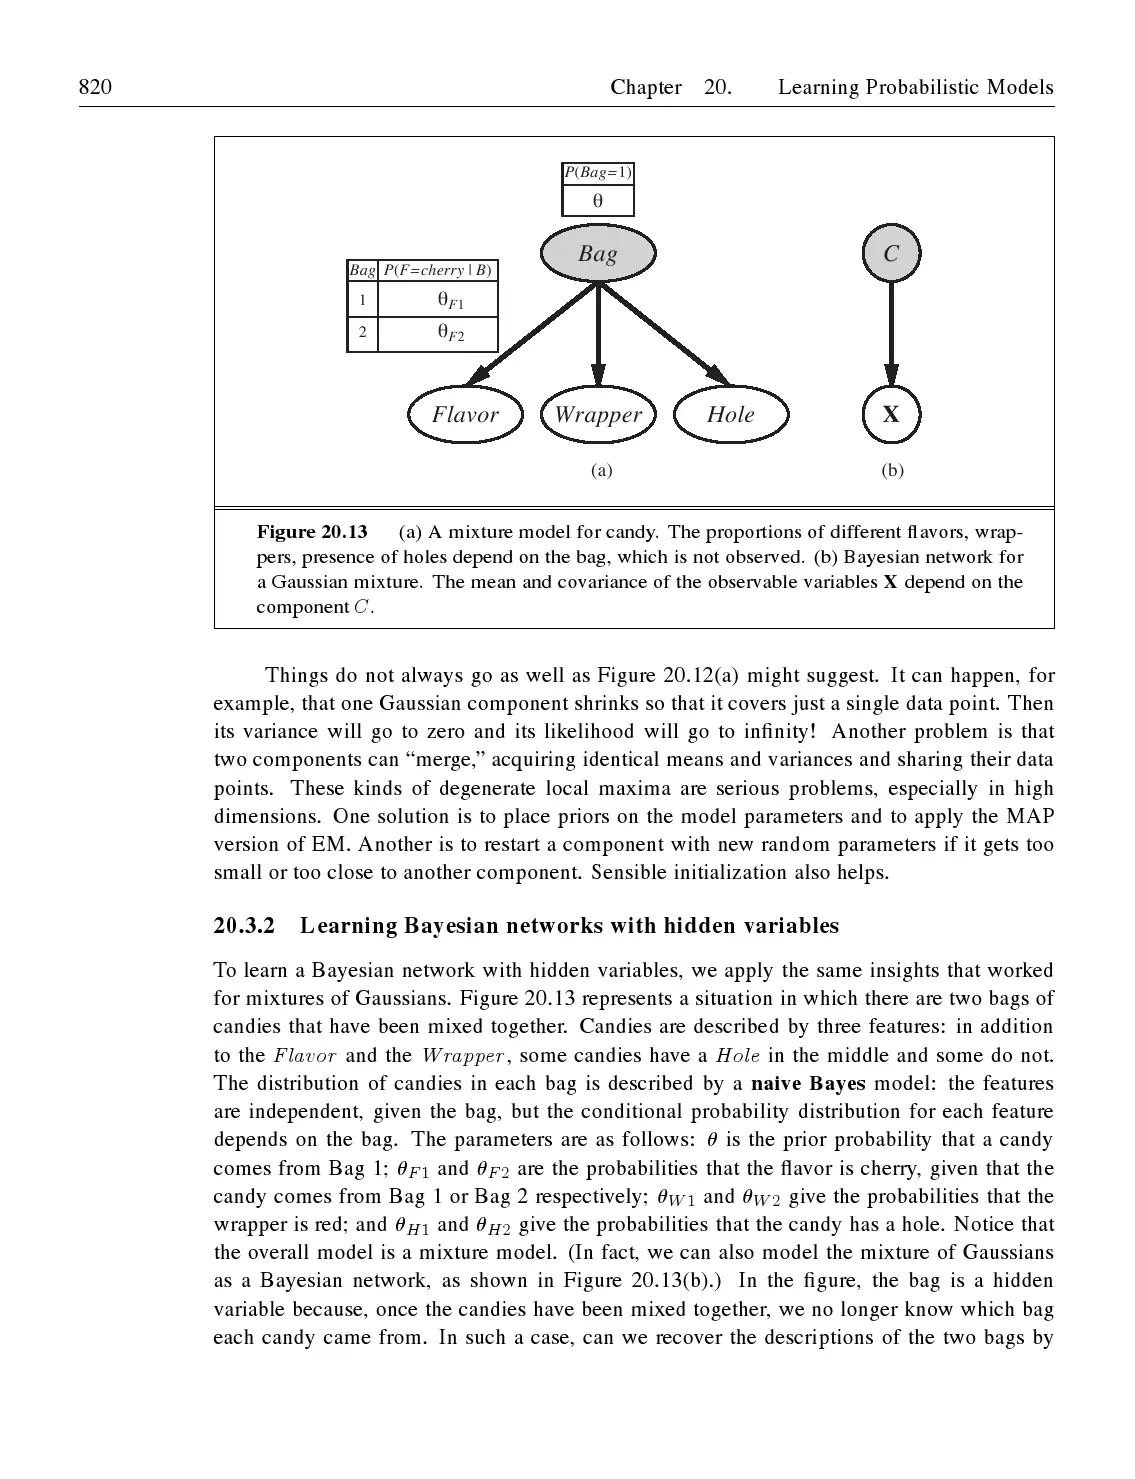 820 Chapter 20. Learning Probabilistic Models
P(Bag=1)
θ
Bag
C
Bag P(F=cherry | B)
1 θF1
2 θF2
Flavor Wrapper Hole X
(a) (b)
Figure 20.13 (a) A mixture model for candy. The proportions of different flavors, wrap-
pers, presence of holes depend on the bag, which is not observed. (b) Bayesian network for
a Gaussian mixture. The mean and covariance of the observable variables X depend on the
component C.
Things do not always go as well as Figure 20.12(a) might suggest. It can happen, for
example, that one Gaussian component shrinks so that it covers just a single data point. Then
its variance will go to zero and its likelihood will go to infinity! Another problem is that
two components can “merge,” acquiring identical means and variances and sharing their data
points. These kinds of degenerate local maxima are serious problems, especially in high
dimensions. One solution is to place priors on the model parameters and to apply the MAP
version of EM. Another is to restart a component with new random parameters if it gets too
small or too close to another component. Sensible initialization also helps.
20.3.2 Learning Bayesian networks with hidden variables
To learn a Bayesian network with hidden variables, we apply the same insights that worked
for mixtures of Gaussians. Figure 20.13 represents a situation in which there are two bags of
candies that have been mixed together. Candies are described by three features: in addition
to the Flavor and the Wrapper, some candies have a Hole in the middle and some do not.
The distribution of candies in each bag is described by a naive Bayes model: the features
are independent, given the bag, but the conditional probability distribution for each feature
depends on the bag. The parameters are as follows: θ is the prior probability that a candy
comes from Bag 1; θF1 and θF2 are the probabilities that the flavor is cherry, given that the
candy comes from Bag 1 or Bag 2 respectively; θW1 and θW2 give the probabilities that the
wrapper is red; and θH1 and θH2 give the probabilities that the candy has a hole. Notice that
the overall model is a mixture model. (In fact, we can also model the mixture of Gaussians
as a Bayesian network, as shown in Figure 20.13(b).) In the figure, the bag is a hidden
variable because, once the candies have been mixed together, we no longer know which bag
each candy came from. In such a case, can we recover the descriptions of the two bags by